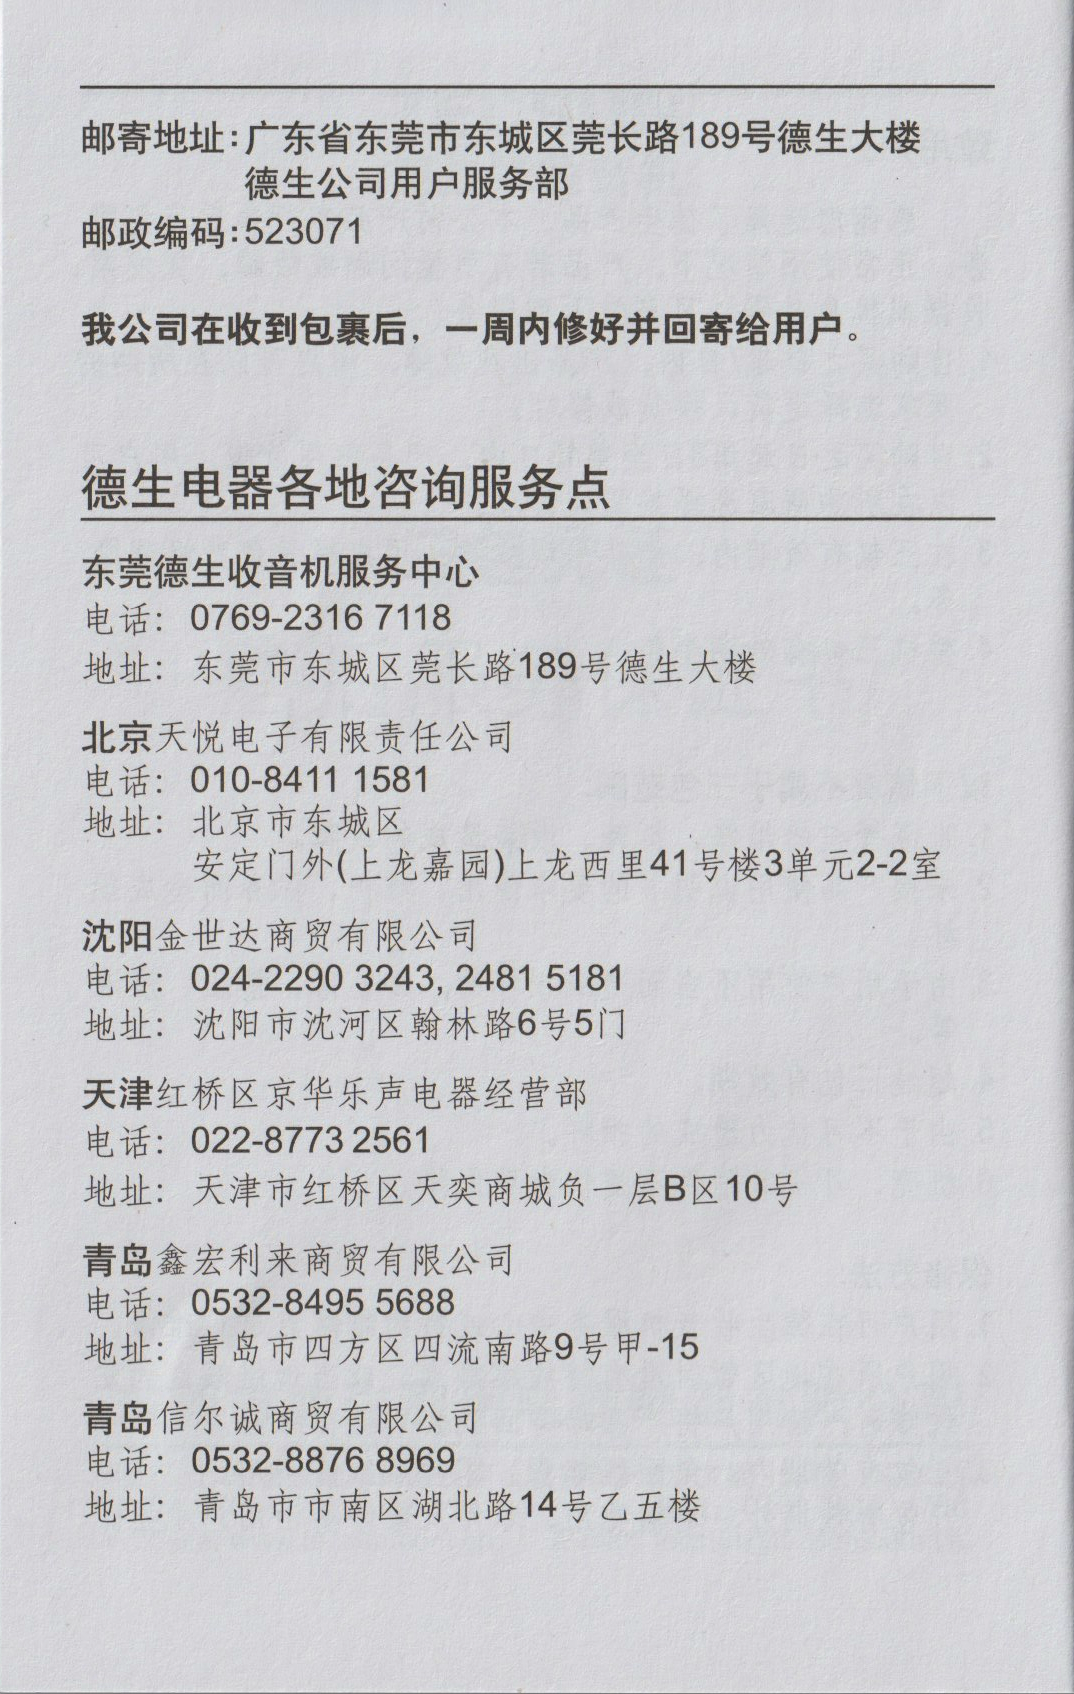 邮寄地址:广东省东莞市东城区莞长路189号德生大楼
德生公司用户服务部
邮政编码:523071
我公司在收到包裹后，一周内修好并回寄给用户。
德生电器各地咨询服务点
东莞德生收音机服务中心
电话: 0769-2316 7118
地址: 东莞市东城区莞长路189号德生大楼
北京天悦电子有限责任公司
电话: 010-8411 1581
地址: 北京市东城区
安定门外(上龙嘉园)上龙西里41号楼3单元2-2室
沈阳金世达商贸有限公司
电话: 024-2290 3243, 2481 5181
地址: 沈阳市沈河区翰林路6号5门
天津红桥区京华乐声电器经营部
电话: 022-8773 2561
地址: 天津市红桥区天奕商城负一层B区10号
青岛鑫宏利来商贸有限公司
电话: 0532-8495 5688
地址: 青岛市四方区四流南路9号甲-15
青岛信尔诚商贸有限公司
电话: 0532-8876 8969
地址: 青岛市市南区湖北路14号乙五楼